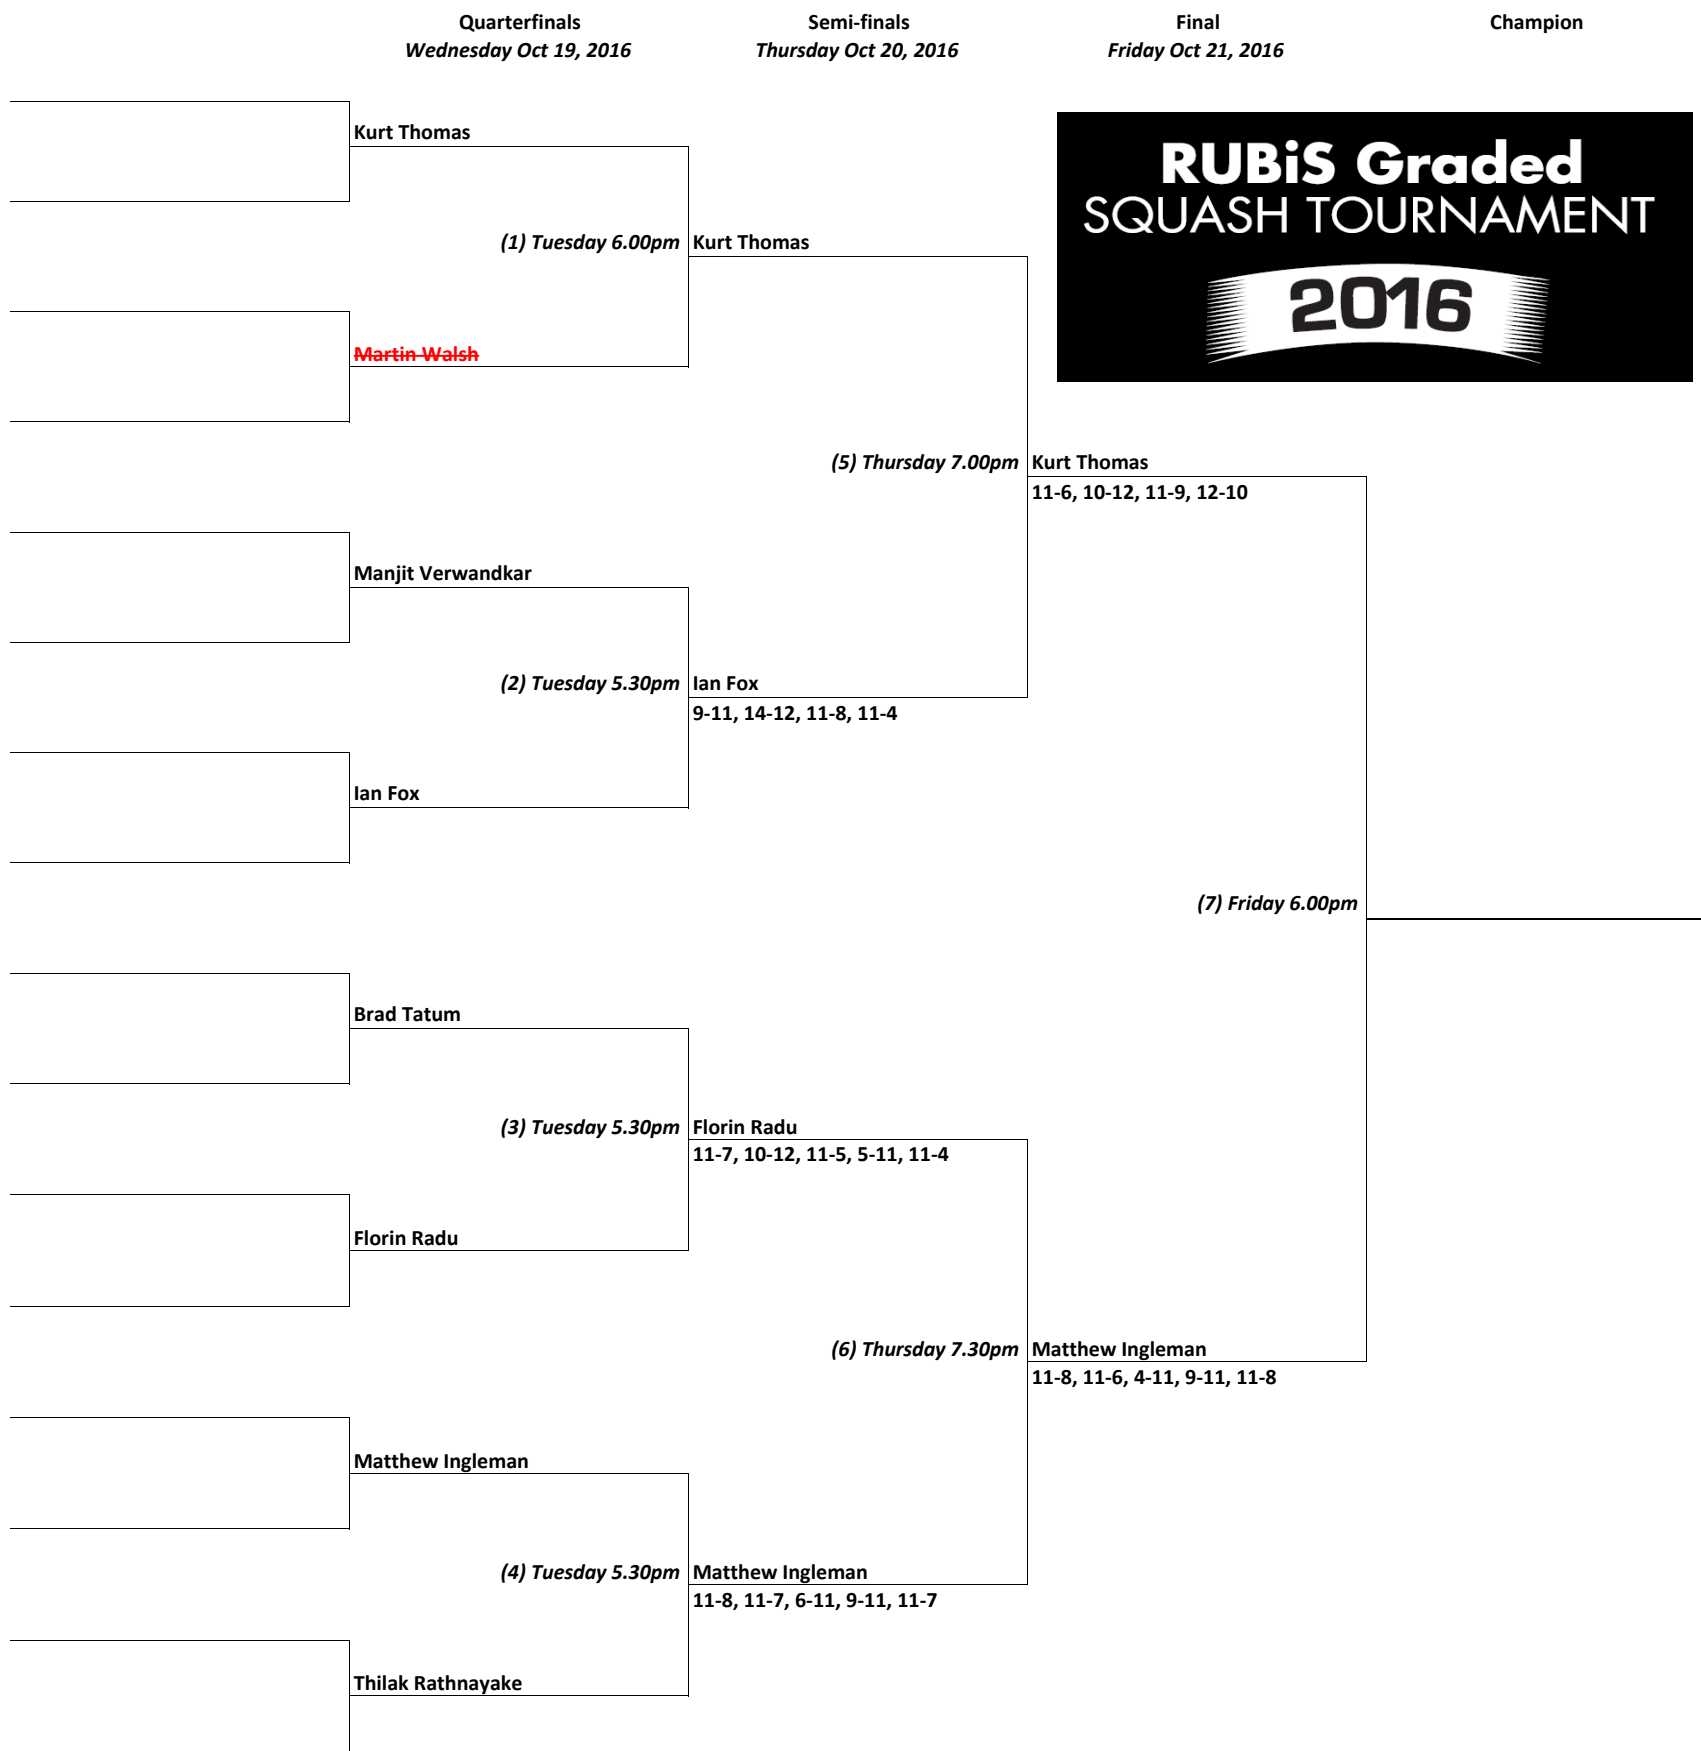 Quarterfinals Semi-finals Final Champion
Wednesday Oct 19, 2016 Thursday Oct 20, 2016 Friday Oct 21, 2016
Kurt Thomas
RUBiS Graded
SQUASH TOURNAMENT
2016
(1) Tuesday 6.00pm Kurt Thomas
Martin Walsh
(5) Thursday 7.00pm Kurt Thomas
11-6, 10-12, 11-9, 12-10
Manjit Verwandkar
(2) Tuesday 5.30pm Ian Fox
9-11, 14-12, 11-8, 11-4
Ian Fox
(7) Friday 6.00pm
Brad Tatum
(3) Tuesday 5.30pm Florin Radu
11-7, 10-12, 11-5, 5-11, 11-4
Florin Radu
(6) Thursday 7.30pm Matthew Ingleman
11-8, 11-6, 4-11, 9-11, 11-8
Matthew Ingleman
(4) Tuesday 5.30pm Matthew Ingleman
11-8, 11-7, 6-11, 9-11, 11-7
Thilak Rathnayake